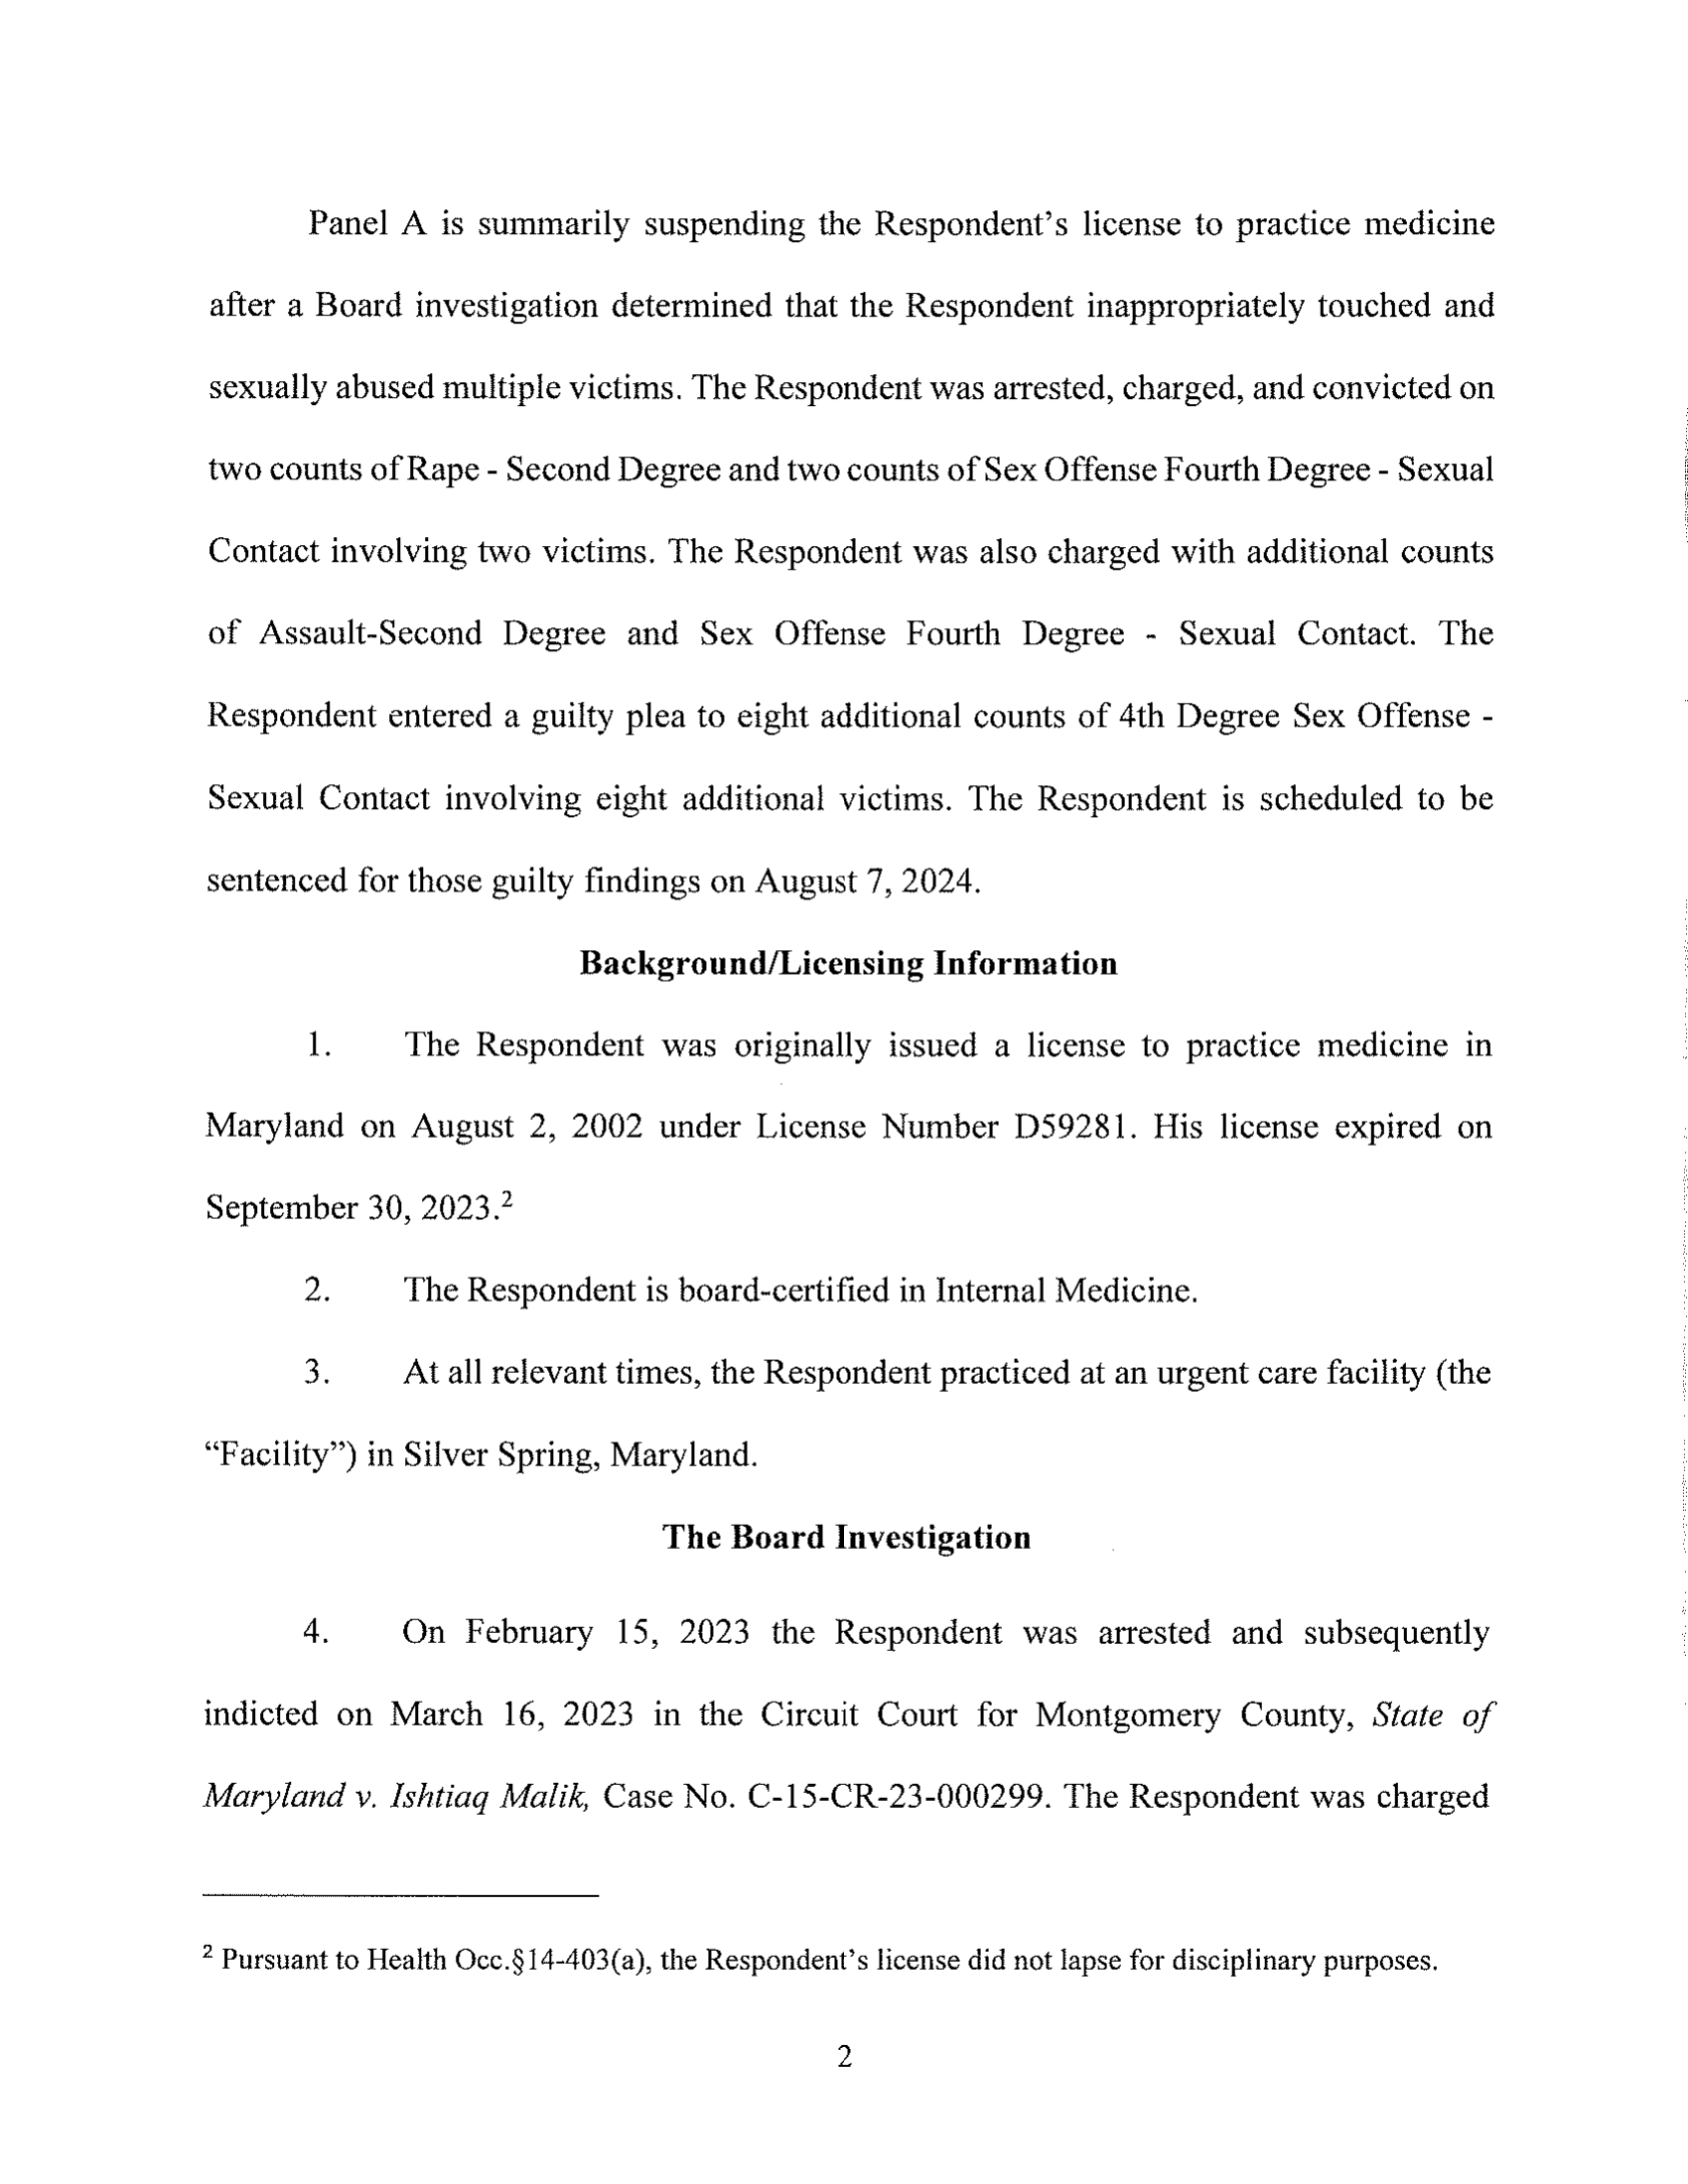 Panel A is summarily suspending the Respondent's license to practice medicine
after a Board investigation determined that the Respondent inappropriately touched and
sexually abused multiple victims. The Respondent was arrested, charged, and convicted on
two counts of Rape - Second Degree and two counts of Sex Offense Fourth Degree - Sexual
Contact involving two victims. The Respondent was also charged with additional counts
of Assault-Second Degree and Sex Offense Fourth Degree - Sexual Contact. The
Respondent entered a guilty plea to eight additional counts of 4th Degree Sex Offense -
Sexual Contact involving eight additional victims. The Respondent is scheduled to be
sentenced for those guilty findings on August 7, 2024.
Background/Licensing Information
1. The Respondent was originally issued a license to practice medicine in
Maryland on August 2, 2002 under License Number D59281. His license expired on
September 30, 2023.²
2. The Respondent is board-certified in Internal Medicine.
3. At all relevant times, the Respondent practiced at an urgent care facility (the
“Facility”) in Silver Spring, Maryland.
The Board Investigation
4. On February 15, 2023 the Respondent was arrested and subsequently
indicted on March 16, 2023 in the Circuit Court for Montgomery County, State of
Maryland v. Ishtiaq Malik, Case No. C-15-CR-23-000299. The Respondent was charged
² Pursuant to Health Occ.§14-403(a), the Respondent's license did not lapse for disciplinary purposes.
2